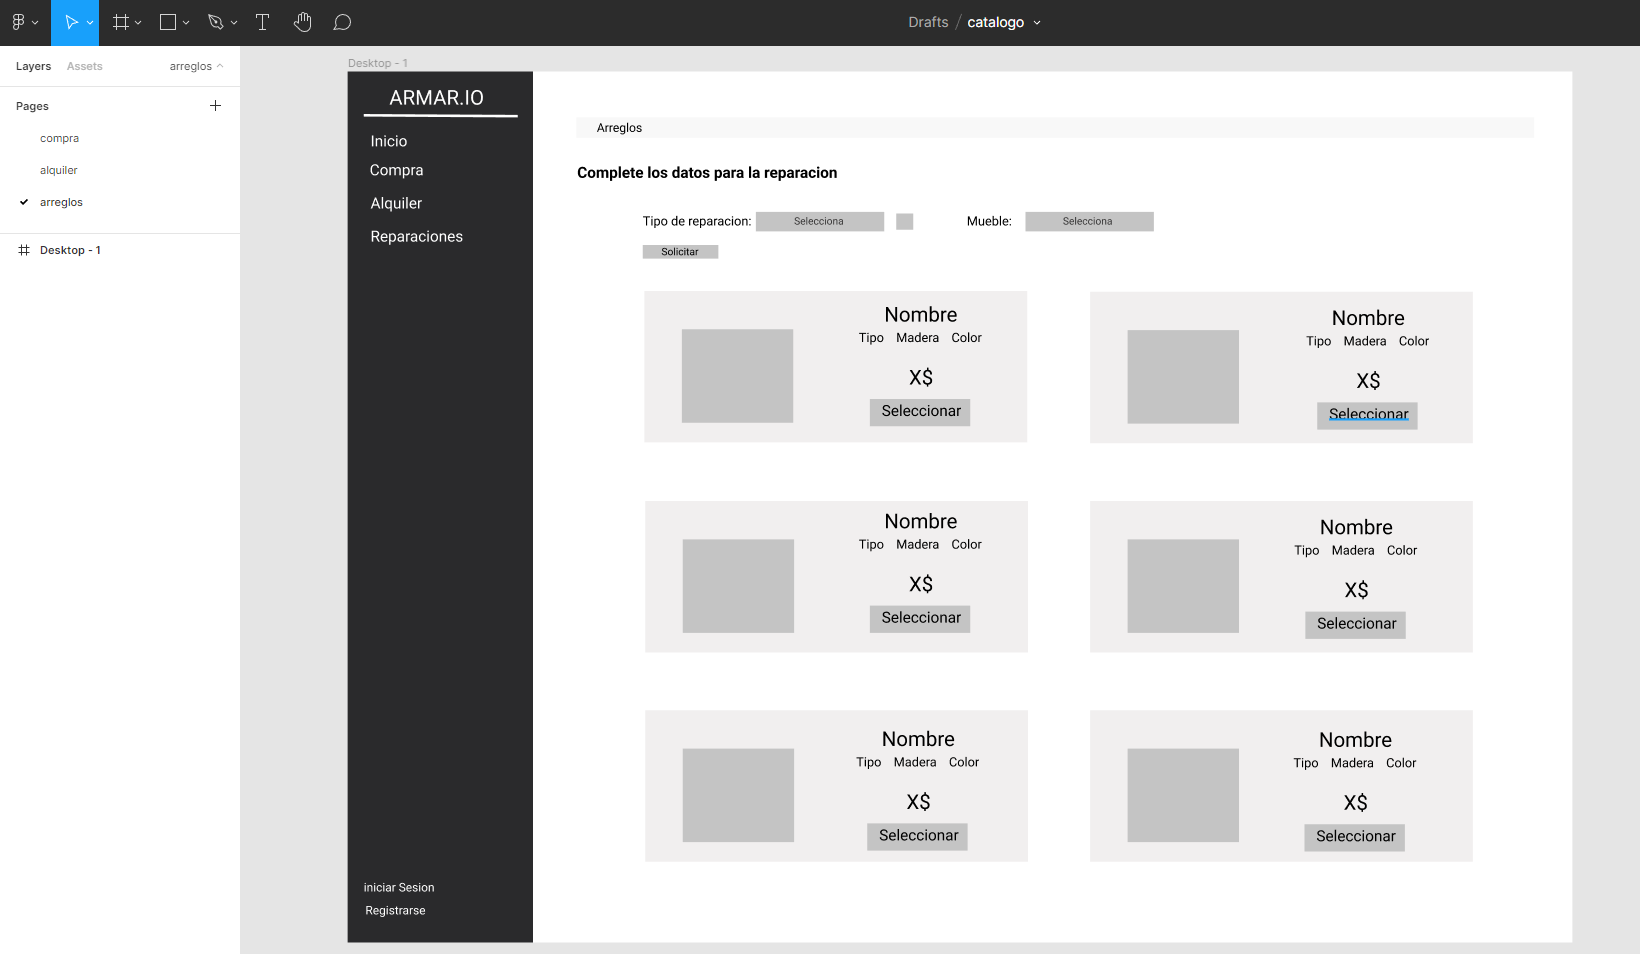 Drafts / catalogo
Layers Assets arreglos
Pages
compra
alquiler
arreglos
Desktop - 1
Desktop - 1
ARMAR.IO
Inicio
Compra
Alquiler
Reparaciones
iniciar Sesion
Registrarse
Arreglos
Complete los datos para la reparacion
Tipo de reparacion: Selecciona Mueble: Selecciona
Solicitar
Nombre
Tipo Madera Color
X$
Seleccionar
Nombre
Tipo Madera Color
X$
Seleccionar
Nombre
Tipo Madera Color
X$
Seleccionar
Nombre
Tipo Madera Color
X$
Seleccionar
Nombre
Tipo Madera Color
X$
Seleccionar
Nombre
Tipo Madera Color
X$
Seleccionar